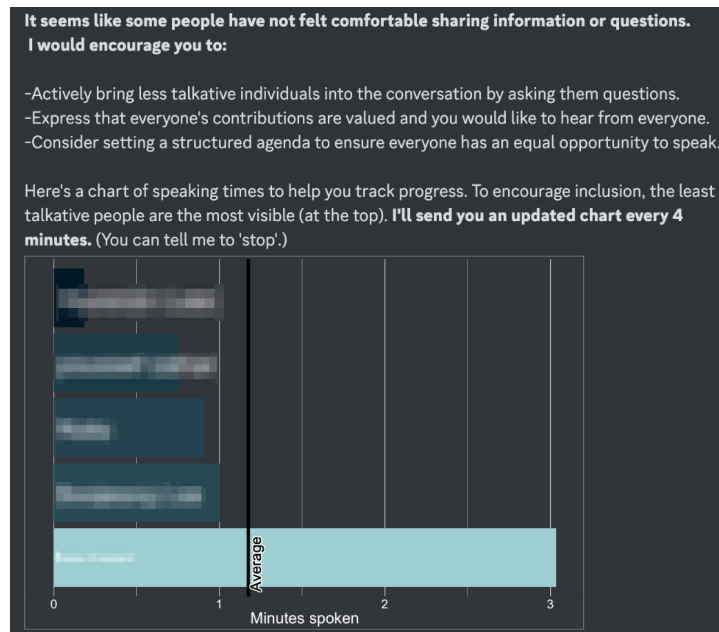 It seems like some people have not felt comfortable sharing information or questions.
I would encourage you to:
-Actively bring less talkative individuals into the conversation by asking them questions.
-Express that everyone's contributions are valued and you would like to hear from everyone.
-Consider setting a structured agenda to ensure everyone has an equal opportunity to speak.
Here's a chart of speaking times to help you track progress. To encourage inclusion, the least
talkative people are the most visible (at the top). I'll send you an updated chart every 4
minutes. (You can tell me to 'stop'.)
Average
0 1 2 3
Minutes spoken